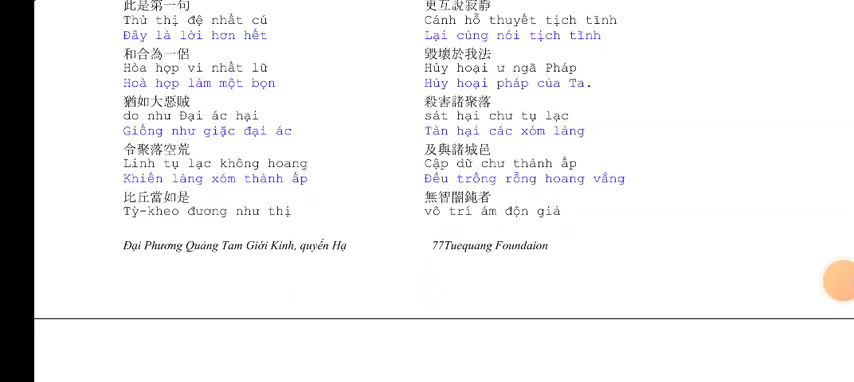 此是第一句
Thử thị đệ nhất cú
Đây là lời hơn hết
更互說寂靜
Cánh hỗ thuyết tịch tĩnh
Lại cùng nói tịch tĩnh
和合為一侶
Hòa hợp vi nhất lữ
Hoà hợp làm một bọn
毀壞於我法
Hủy hoại ư ngã Pháp
Hủy hoại pháp của Ta.
猶如大惡賊
do như Đại ác hại
Giống như giặc đại ác
殺害諸聚落
sát hại chư tụ lạc
Tàn hại các xóm làng
令聚落空荒
Linh tụ lạc không hoang
Khiến làng xóm thành ấp
及與諸城邑
Cập dữ chư thành ấp
Đều trống rỗng hoang vắng
比丘當如是
Tỳ-kheo đương như thị
無智闇鈍者
vô trí ám độn giả
Đại Phương Quảng Tam Giới Kinh, quyển Hạ
77Tuequang Foundaion